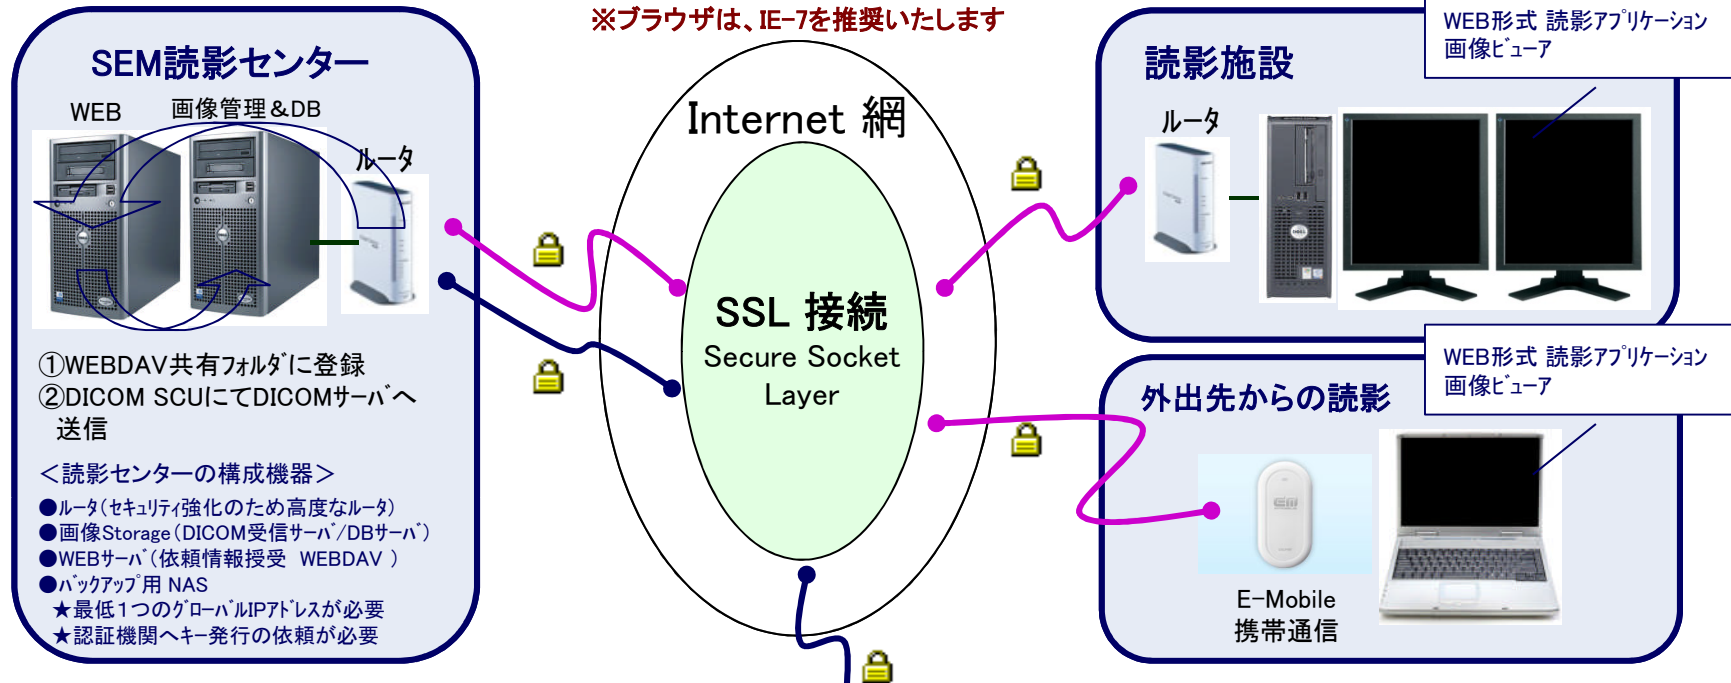 ※ブラウザは、IE-7を推奨いたします
SEM読影センター
WEB
画像管理＆DB
ルータ
①WEBDAV共有フォルダに登録
②DICOM SCUにてDICOMサーバへ
送信
＜読影センターの構成機器＞
●ルータ(セキュリティ強化のため高度なルータ)
●画像Storage(DICOM受信サーバ/DBサーバ)
●WEBサーバ(依頼情報授受　WEBDAV )
●バックアップ用 NAS
★最低１つのグローバルIPアドレスが必要
★認証機関へキー発行の依頼が必要
Internet 網
SSL 接続
Secure Socket
Layer
読影施設
WEB形式 読影アプリケーション
画像ビューア
ルータ
外出先からの読影
WEB形式 読影アプリケーション
画像ビューア
E-Mobile
携帯通信